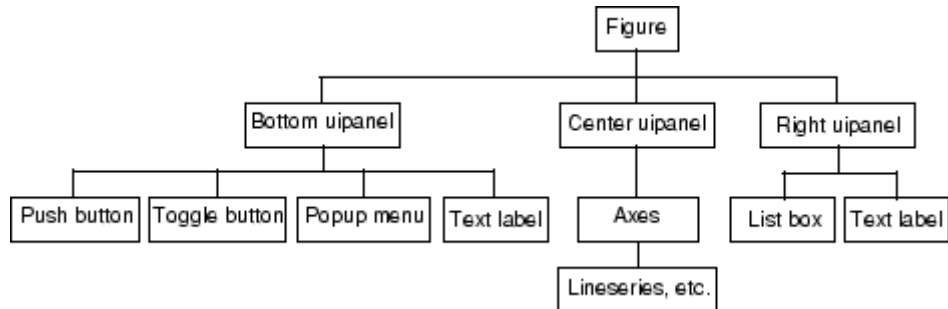 Figure
Bottom uipanel
Center uipanel
Right uipanel
Push button
Toggle button
Popup menu
Text label
Axes
List box
Text label
Lineseries, etc.